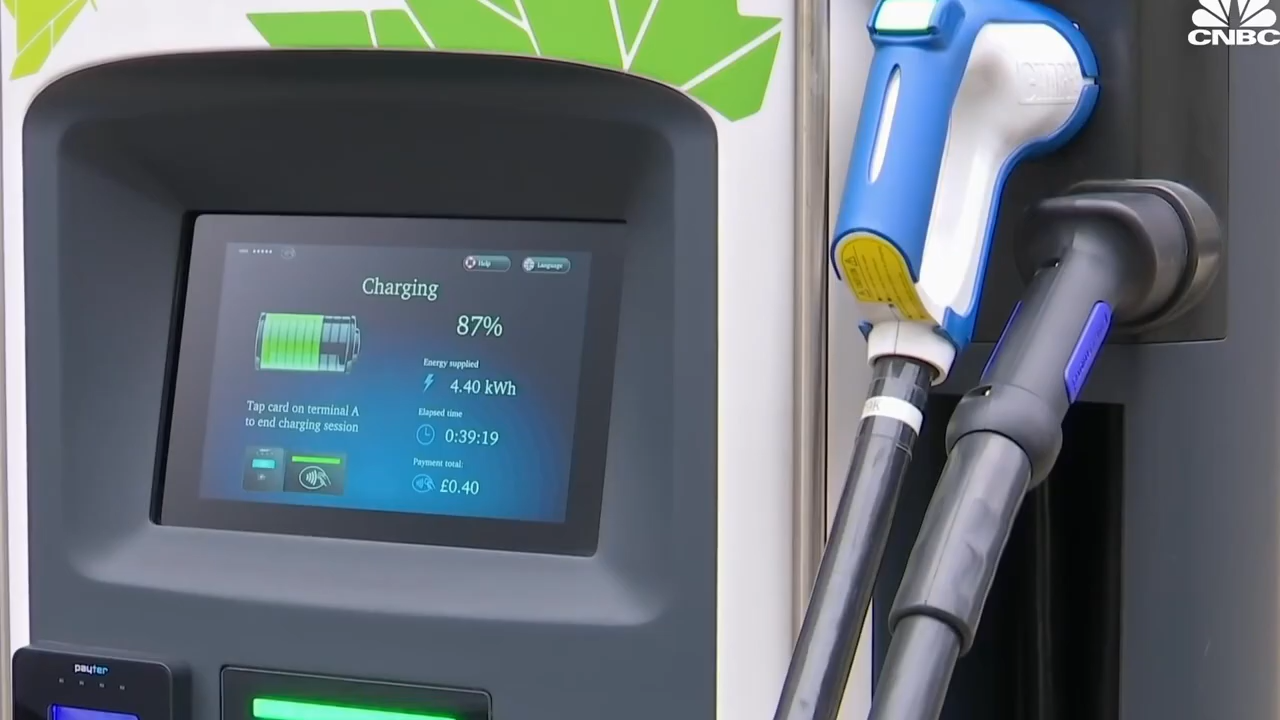 CNBC
Help
Language
Charging
87%
Energy supplied
4.40 kWh
Tap card on terminal A
to end charging session
Elapsed time
0:39:19
Payment total:
£0.40
payter